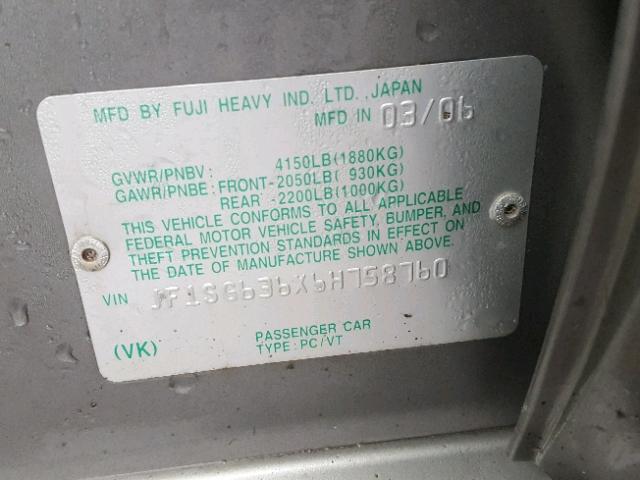 MFD BY FUJI HEAVY IND. LTD., JAPAN
MFD IN 03/06
GVWR/PNBV: 4150LB(1880KG)
GAWR/PNBE: FRONT-2050LB( 930KG)
REAR -2200LB(1000KG)
THIS VEHICLE CONFORMS TO ALL APPLICABLE
FEDERAL MOTOR VEHICLE SAFETY, BUMPER, AND
THEFT PREVENTION STANDARDS IN EFFECT ON
THE DATE OF MANUFACTURE SHOWN ABOVE.
VIN JF1SG636X6H758760
PASSENGER CAR
(VK) TYPE: PC/VT